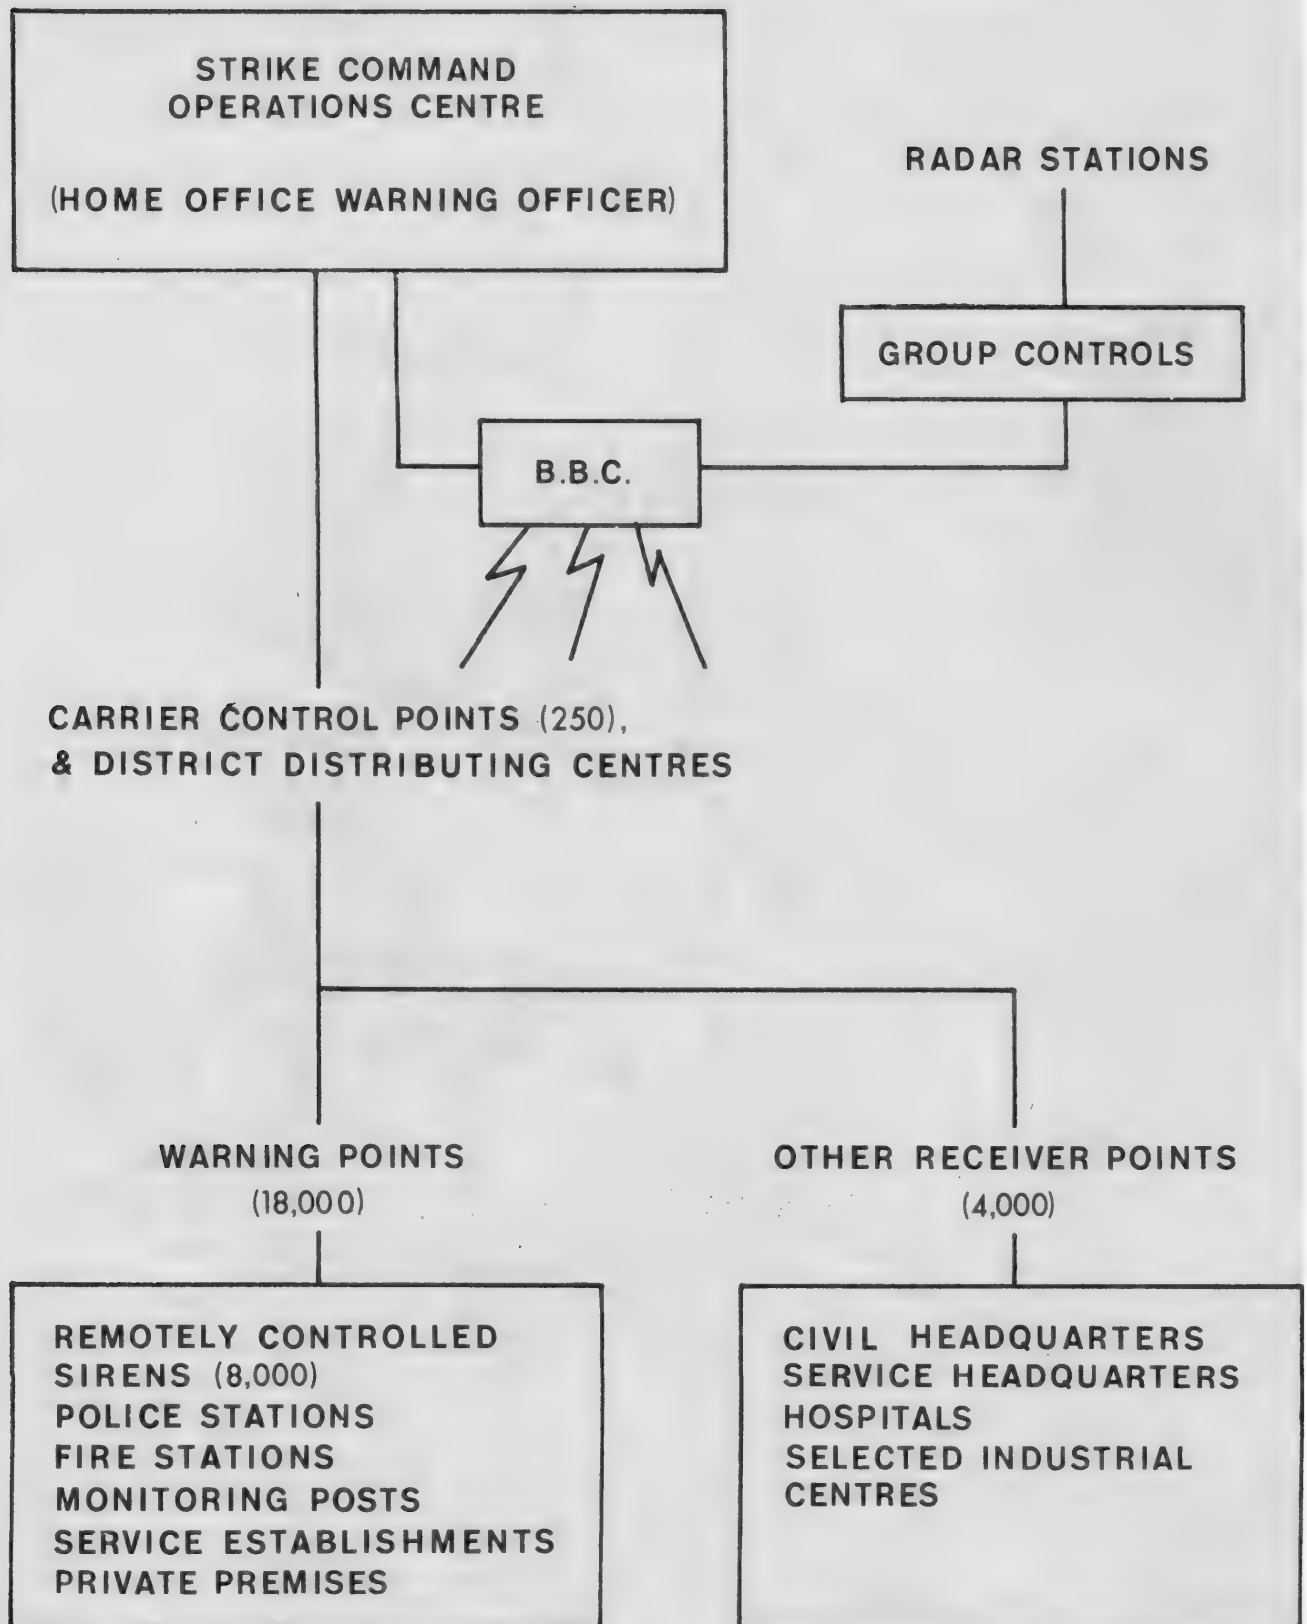 STRIKE COMMAND
OPERATIONS CENTRE
(HOME OFFICE WARNING OFFICER)
RADAR STATIONS
GROUP CONTROLS
B.B.C.
CARRIER CONTROL POINTS (250),
& DISTRICT DISTRIBUTING CENTRES
WARNING POINTS
(18,000)
OTHER RECEIVER POINTS
(4,000)
REMOTELY CONTROLLED
SIRENS (8,000)
POLICE STATIONS
FIRE STATIONS
MONITORING POSTS
SERVICE ESTABLISHMENTS
PRIVATE PREMISES
CIVIL HEADQUARTERS
SERVICE HEADQUARTERS
HOSPITALS
SELECTED INDUSTRIAL
CENTRES